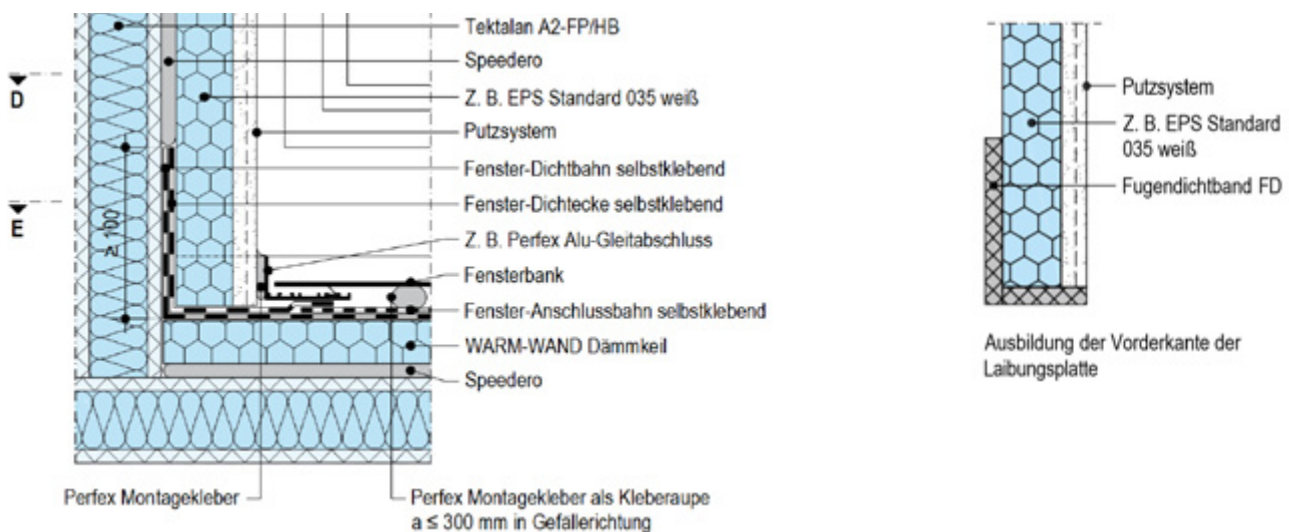 Tektalan A2-FP/HB
Speedero
Z. B. EPS Standard 035 weiß
Putzsystem
Fenster-Dichtbahn selbstklebend
Fenster-Dichtecke selbstklebend
Z. B. Perfex Alu-Gleitabschluss
Fensterbank
Fenster-Anschlussbahn selbstklebend
WARM-WAND Dämmkeil
Speedero
D
E
≥ 100
Perfex Montagekleber
Perfex Montagekleber als Kleberaupe
a ≤ 300 mm in Gefällerichtung
Putzsystem
Z. B. EPS Standard
035 weiß
Fugendichtband FD
Ausbildung der Vorderkante der
Laibungsplatte